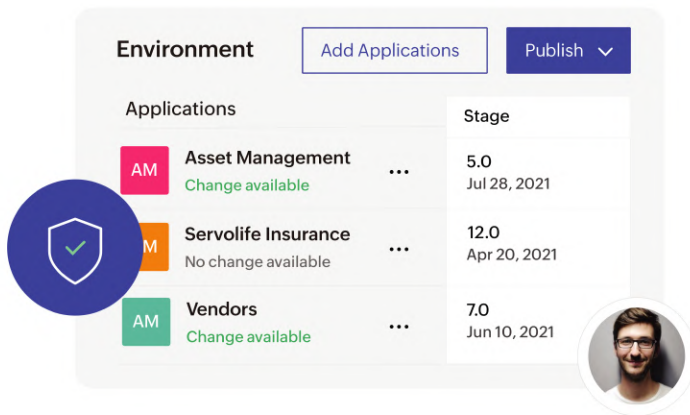 Environment
Add Applications
Publish
Applications
Stage
AM
Asset Management
Change available
...
5.0
Jul 28, 2021
M
Servolife Insurance
No change available
...
12.0
Apr 20, 2021
AM
Vendors
Change available
...
7.0
Jun 10, 2021